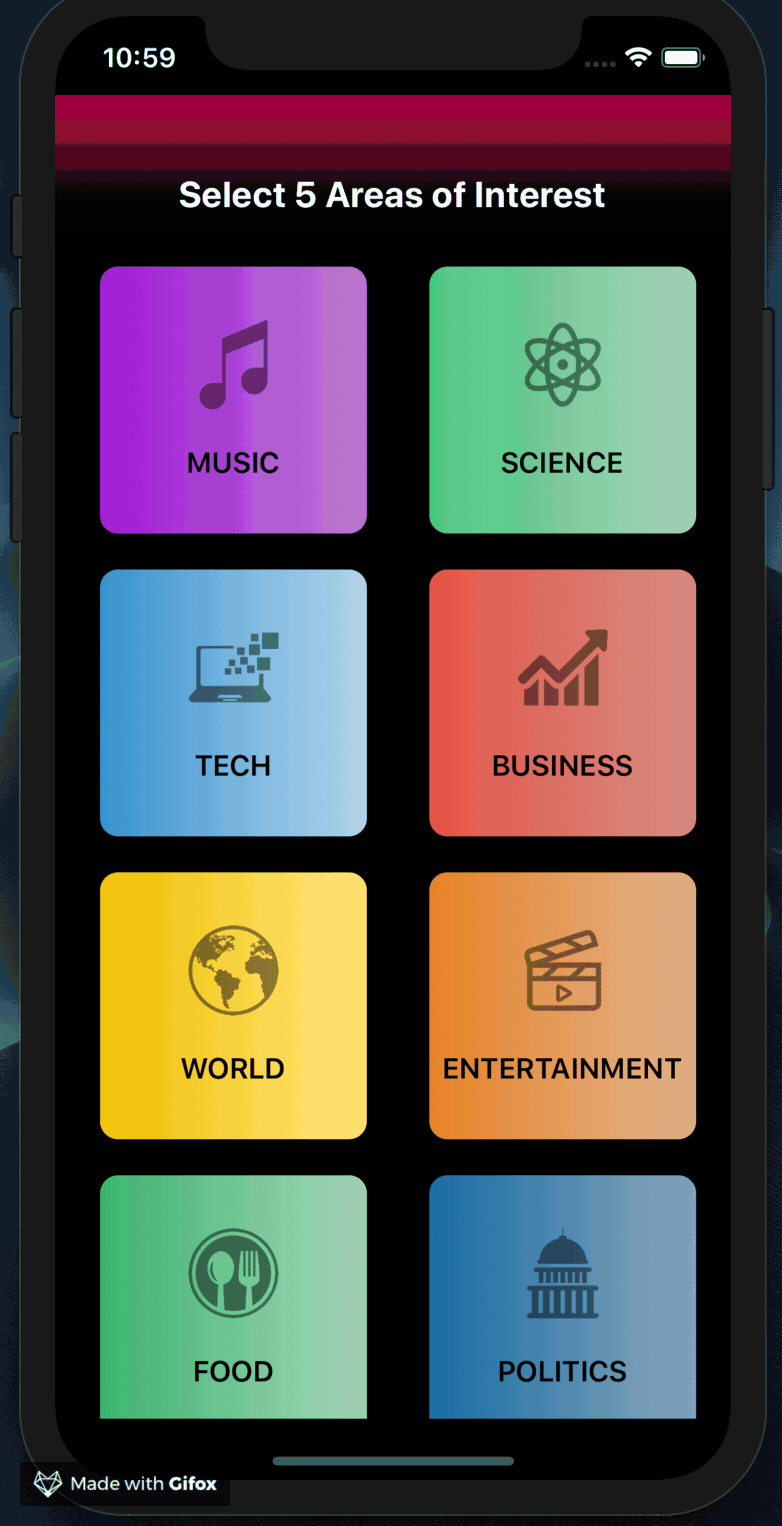 10:59
Select 5 Areas of Interest
MUSIC
SCIENCE
TECH
BUSINESS
WORLD
ENTERTAINMENT
FOOD
POLITICS
Made with Gifox